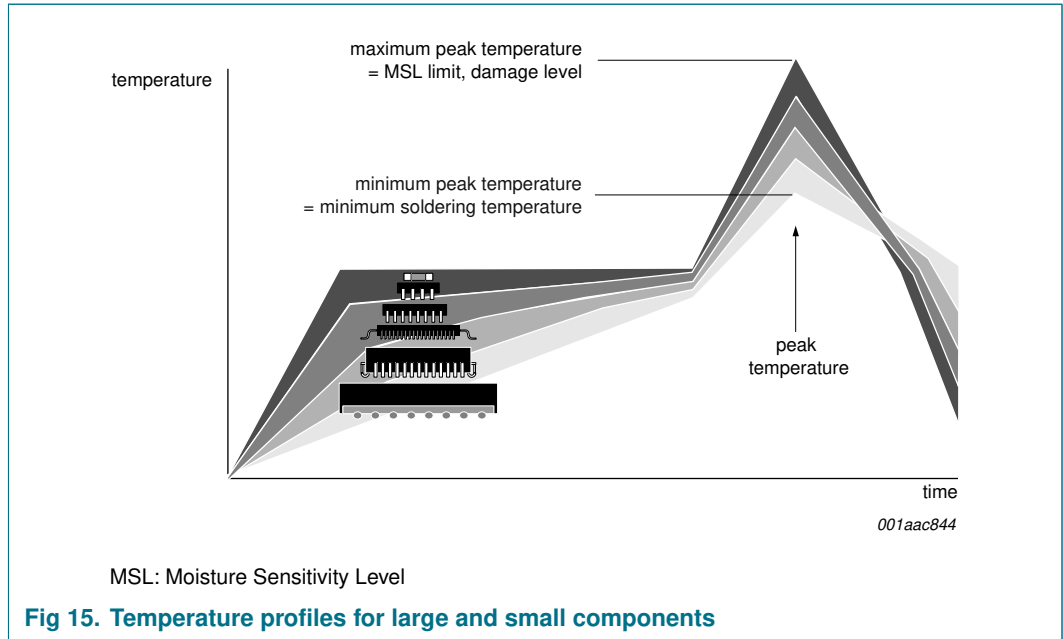 maximum peak temperature
= MSL limit, damage level
temperature
minimum peak temperature
= minimum soldering temperature
peak
temperature
time
001aac844
MSL: Moisture Sensitivity Level
Fig 15. Temperature profiles for large and small components